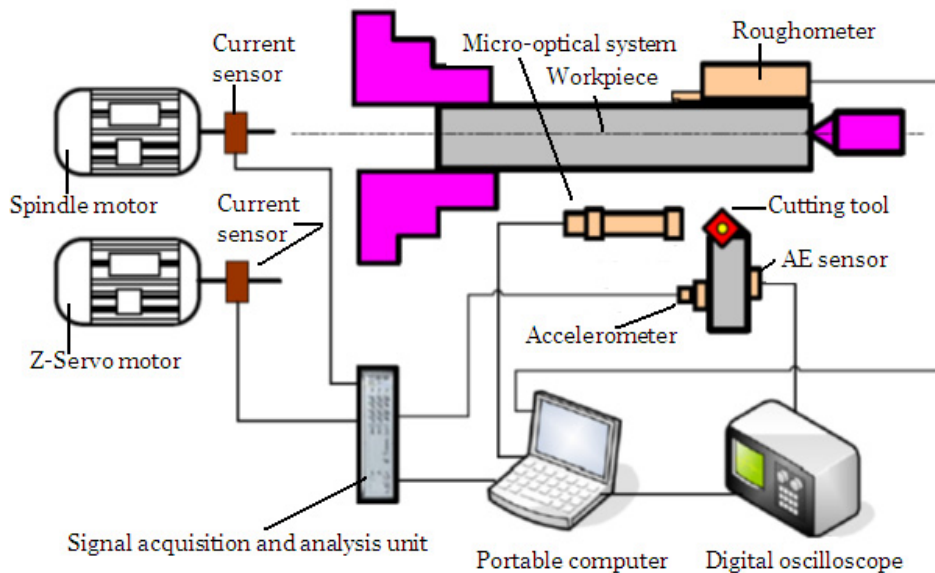 Current
sensor
Micro-optical system
Roughometer
Workpiece
Spindle motor
Current
sensor
Cutting tool
AE sensor
Accelerometer
Z-Servo motor
Signal acquisition and analysis unit
Portable computer
Digital oscilloscope